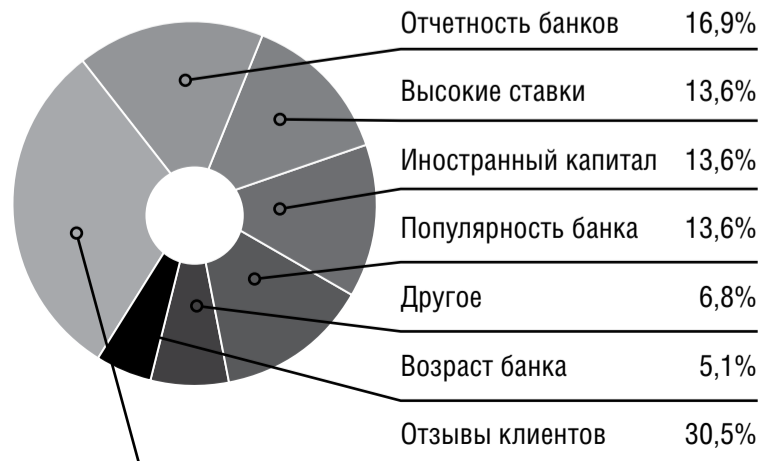 Отчетность банков 16,9%
Высокие ставки 13,6%
Иностранный капитал 13,6%
Популярность банка 13,6%
Другое 6,8%
Возраст банка 5,1%
Отзывы клиентов 30,5%